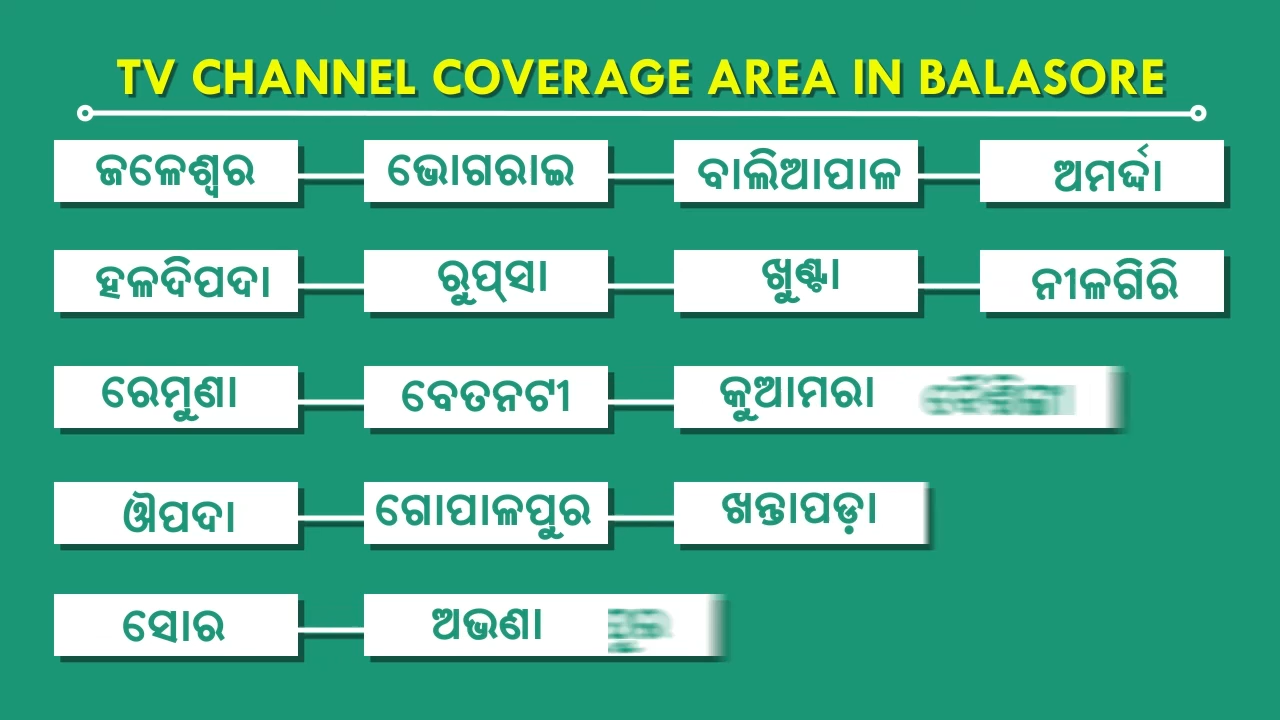 TV CHANNEL COVERAGE AREA IN BALASORE
ଜଳେଶ୍ୱର ଭୋଗରାଇ ବାଲିଆପାଳ ଅମର୍ଦ୍ଦା
ହଳଦିପଦା ରୁପ୍‌ସା ଖୁଣ୍ଟା ନୀଳଗିରି
ରେମୁଣା ବେତନଟୀ କୁଆମରା
ଔପଦା ଗୋପାଳପୁର ଖନ୍ତାପଡ଼ା
ସୋର ଅଭଣା